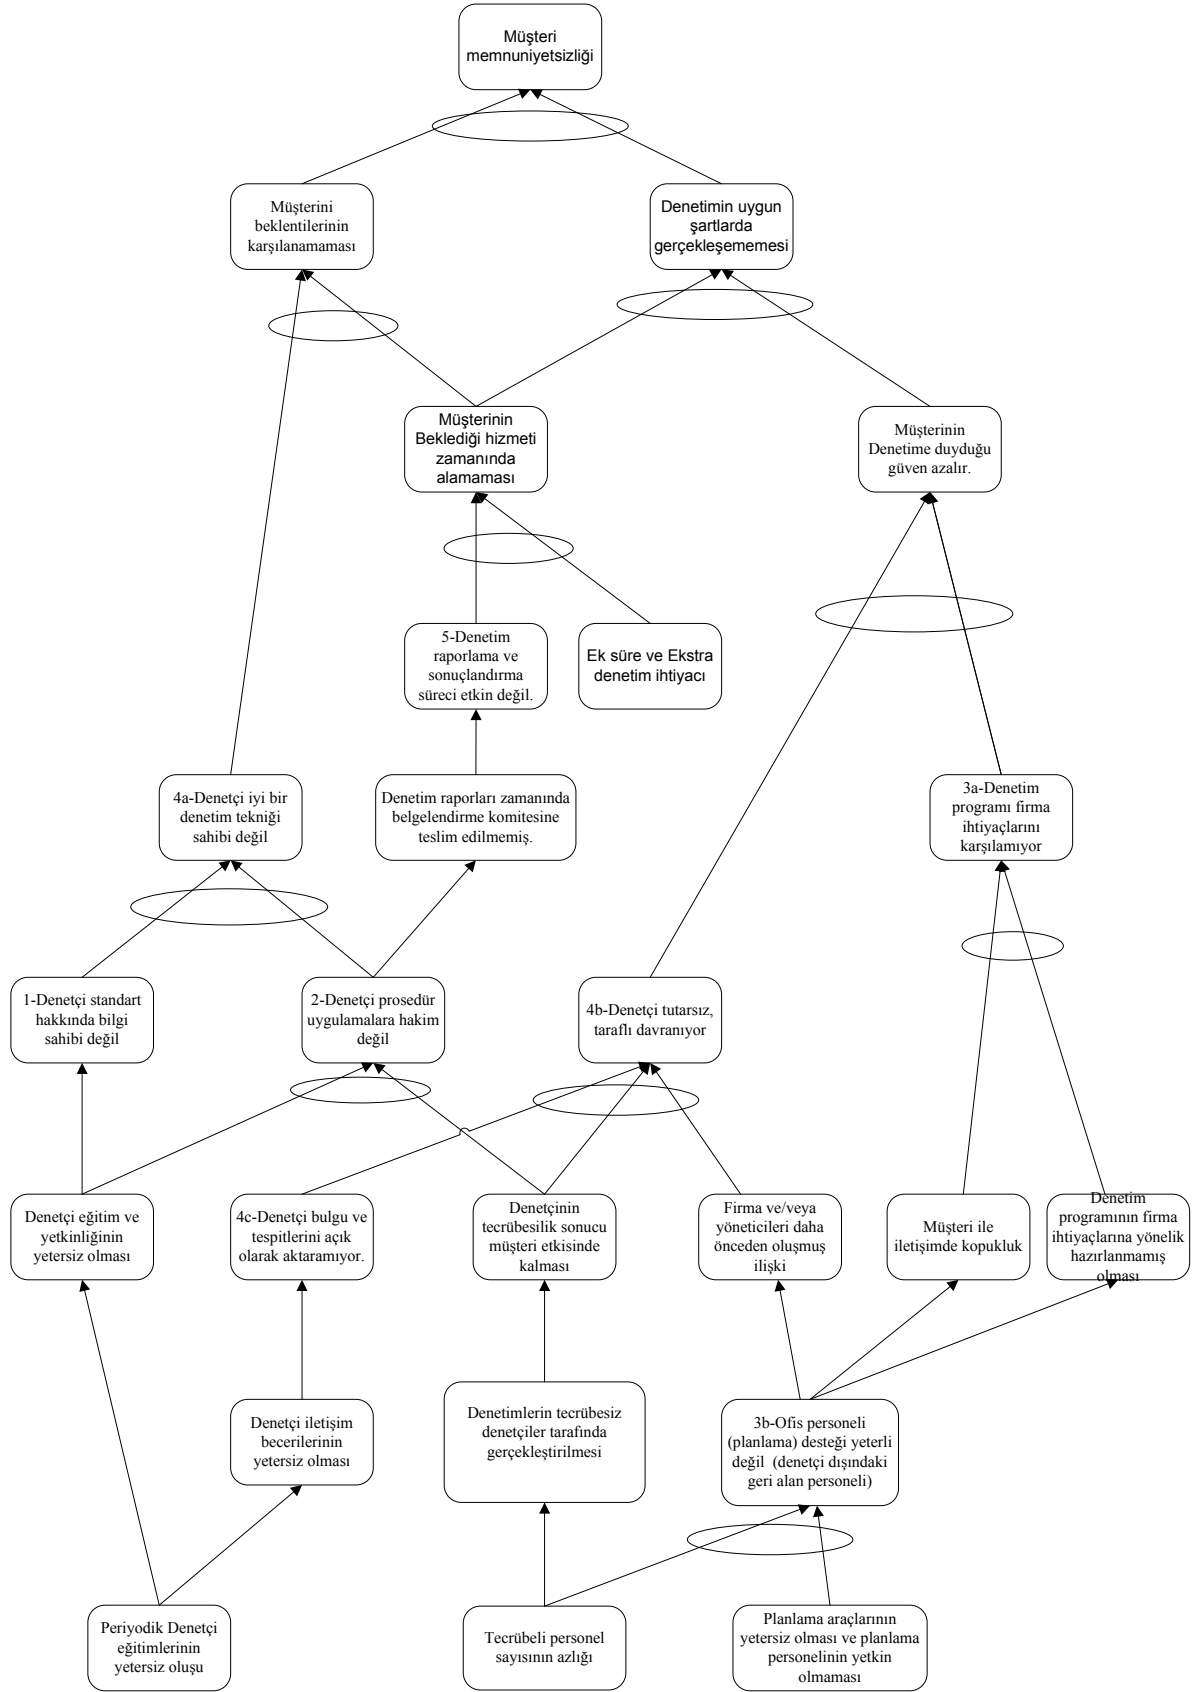 Müşteri
memnuniyetsizliği
Müşterini
beklentilerinin
karşılanamaması
Denetimin uygun
şartlarda
gerçekleşememesi
Müşterinin
Beklediği hizmeti
zamanında
alamaması
Müşterinin
Denetime duyduğu
güven azalır.
5-Denetim
raporlama ve
sonuçlandırma
süreci etkin değil.
Ek süre ve Ekstra
denetim ihtiyacı
4a-Denetçi iyi bir
denetim tekniği
sahibi değil
Denetim raporları zamanında
belgelendirme komitesine
teslim edilmemiş.
3a-Denetim
programı firma
ihtiyaçlarını
karşılamıyor
1-Denetçi standart
hakkında bilgi
sahibi değil
2-Denetçi prosedür
uygulamalara hakim
değil
4b-Denetçi tutarsız,
taraflı davranıyor
Denetçi eğitim ve
yetkinliğinin
yetersiz olması
4c-Denetçi bulgu ve
tespitlerini açık
olarak aktaramıyor.
Denetçinin
tecrübesilik sonucu
müşteri etkisinde
kalması
Firma ve/veya
yöneticileri daha
önceden oluşmuş
ilişki
Müşteri ile
iletişimde kopukluk
Denetim
programının firma
ihtiyaçlarına yönelik
hazırlanmamış
olması
Denetçi iletişim
becerilerinin
yetersiz olması
Denetimlerin tecrübesiz
denetçiler tarafında
gerçekleştirilmesi
3b-Ofis personeli
(planlama) desteği yeterli
değil  (denetçi dışındaki
geri alan personeli)
Periyodik Denetçi
eğitimlerinin
yetersiz oluşu
Tecrübeli personel
sayısının azlığı
Planlama araçlarının
yetersiz olması ve planlama
personelinin yetkin
olmaması